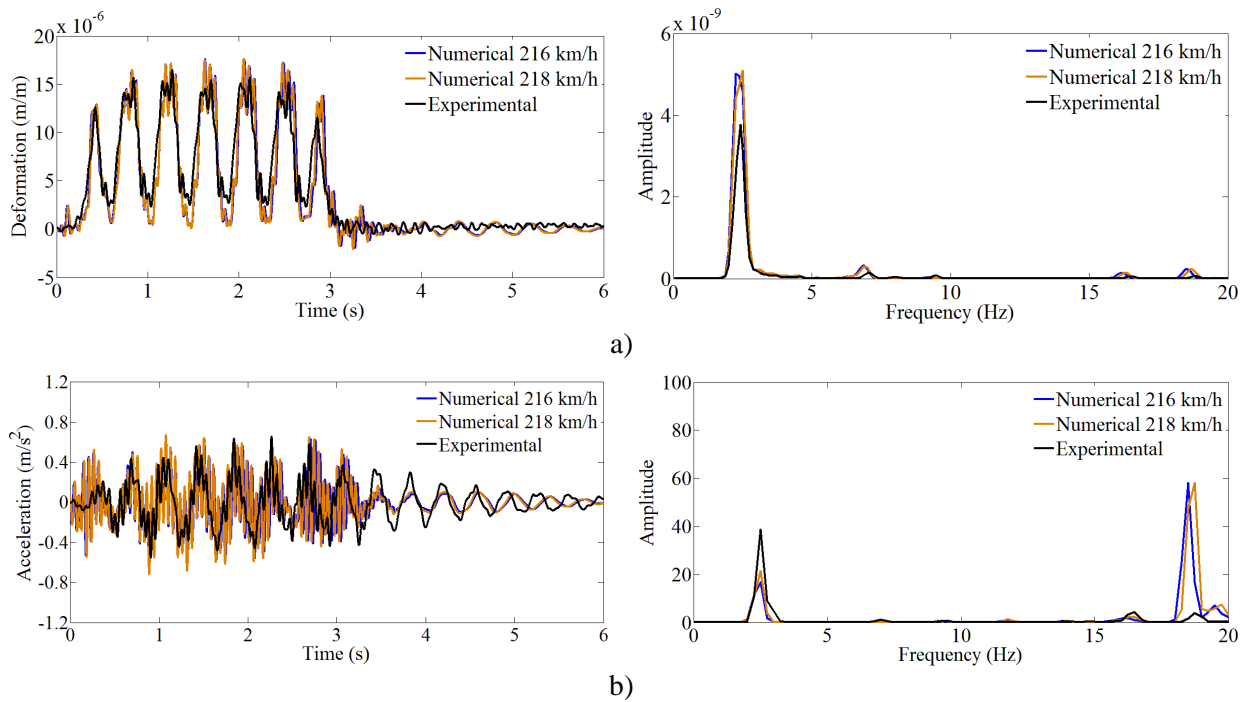 x 10⁻⁶
20
15
10
5
0
-5
Deformation (m/m)
Numerical 216 km/h
Numerical 218 km/h
Experimental
0 1 2 3 4 5 6
Time (s)
6 x 10⁻⁹
4
2
0
Amplitude
Numerical 216 km/h
Numerical 218 km/h
Experimental
0 5 10 15 20
Frequency (Hz)
a)
1.2
0.8
0.4
0
-0.4
-0.8
-1.2
Acceleration (m/s²)
Numerical 216 km/h
Numerical 218 km/h
Experimental
0 1 2 3 4 5 6
Time (s)
100
80
60
40
20
0
Amplitude
Numerical 216 km/h
Numerical 218 km/h
Experimental
0 5 10 15 20
Frequency (Hz)
b)